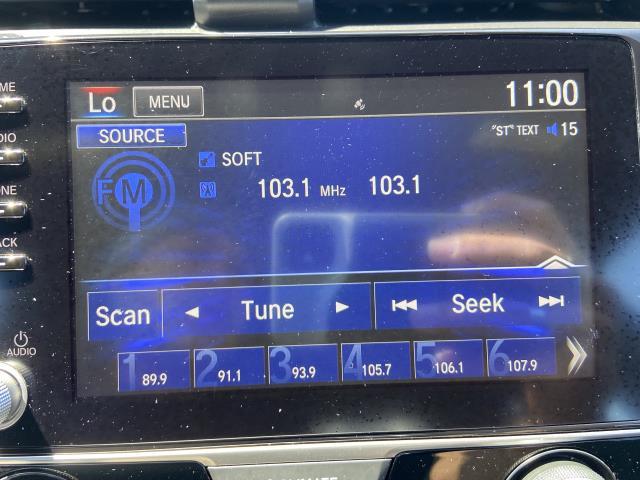 Lo MENU 11:00
SOURCE "ST" TEXT 15
FM SOFT
103.1 MHz 103.1
Scan Tune Seek
1 89.9 2 91.1 3 93.9 4 105.7 5 106.1 6 107.9
AUDIO